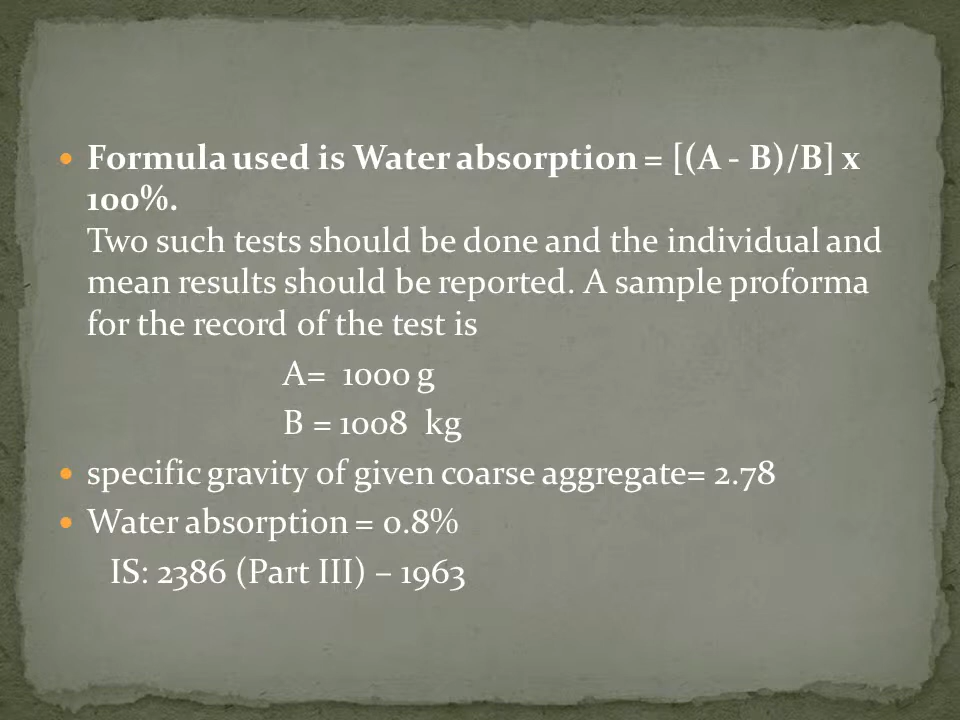 Formula used is Water absorption = [(A - B)/B] x
100%.
Two such tests should be done and the individual and
mean results should be reported. A sample proforma
for the record of the test is
A= 1000 g
B = 1008 kg
specific gravity of given coarse aggregate= 2.78
Water absorption = 0.8%
IS: 2386 (Part III) – 1963